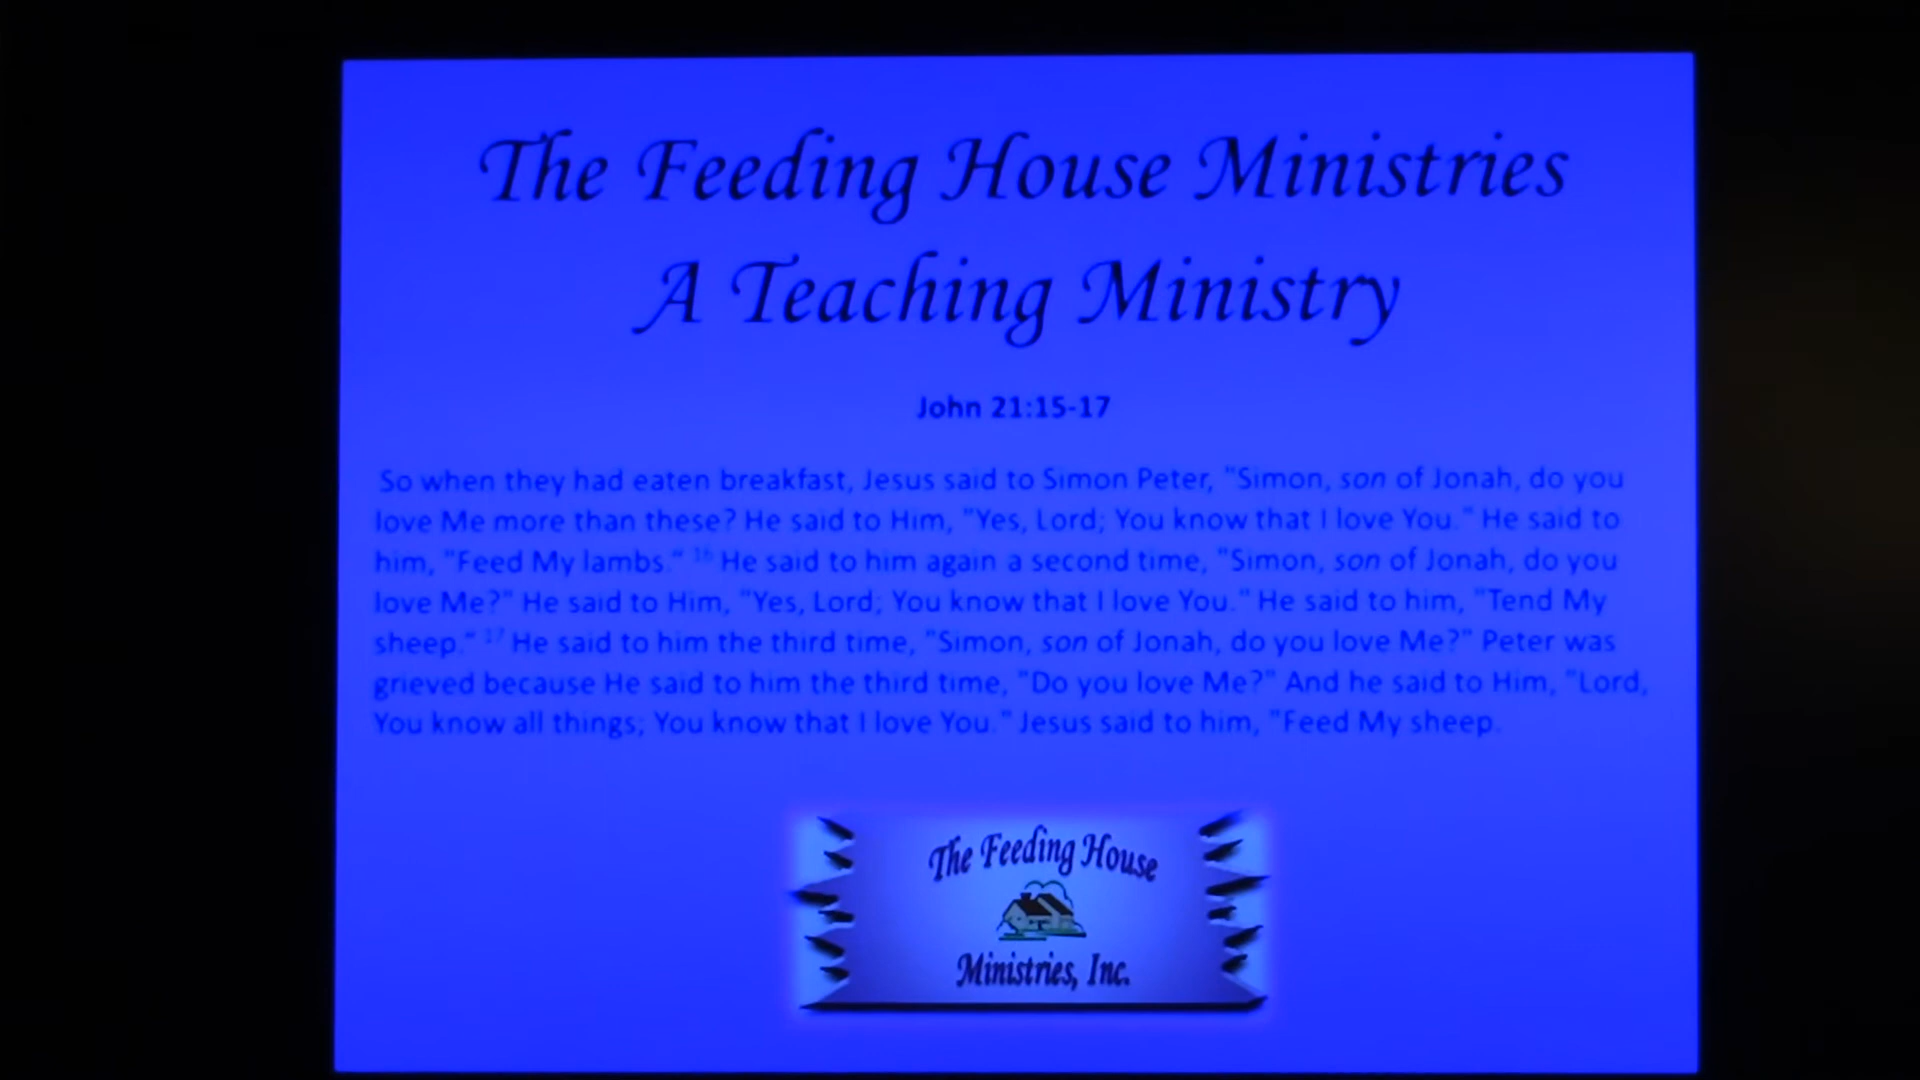 The Feeding House Ministries
A Teaching Ministry
John 21:15-17
So when they had eaten breakfast, Jesus said to Simon Peter, "Simon, son of Jonah, do you
love Me more than these? He said to Him, "Yes, Lord; You know that I love You." He said to
him, "Feed My lambs." 16 He said to him again a second time, "Simon, son of Jonah, do you
love Me?" He said to Him, "Yes, Lord; You know that I love You." He said to him, "Tend My
sheep." 17 He said to him the third time, "Simon, son of Jonah, do you love Me?" Peter was
grieved because He said to him the third time, "Do you love Me?" And he said to Him, "Lord,
You know all things; You know that I love You." Jesus said to him, "Feed My sheep.
The Feeding House
Ministries, Inc.